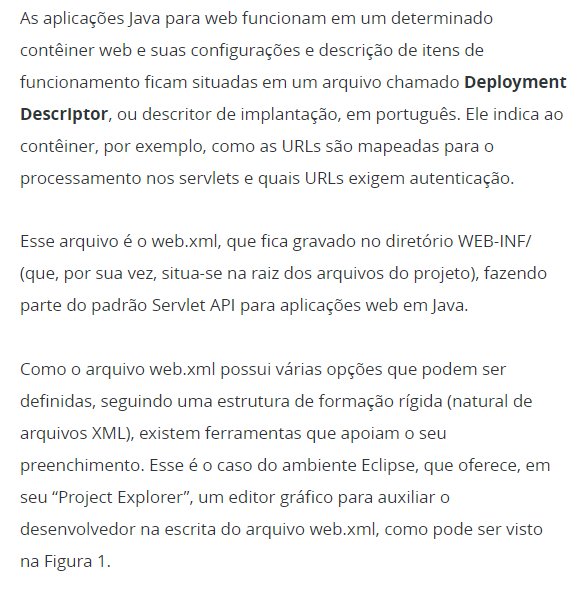 As aplicações Java para web funcionam em um determinado
contêiner web e suas configurações e descrição de itens de
funcionamento ficam situadas em um arquivo chamado Deployment
Descriptor, ou descritor de implantação, em português. Ele indica ao
contêiner, por exemplo, como as URLs são mapeadas para o
processamento nos servlets e quais URLs exigem autenticação.
Esse arquivo é o web.xml, que fica gravado no diretório WEB-INF/
(que, por sua vez, situa-se na raiz dos arquivos do projeto), fazendo
parte do padrão Servlet API para aplicações web em Java.
Como o arquivo web.xml possui várias opções que podem ser
definidas, seguindo uma estrutura de formação rígida (natural de
arquivos XML), existem ferramentas que apoiam o seu
preenchimento. Esse é o caso do ambiente Eclipse, que oferece, em
seu “Project Explorer”, um editor gráfico para auxiliar o
desenvolvedor na escrita do arquivo web.xml, como pode ser visto
na Figura 1.